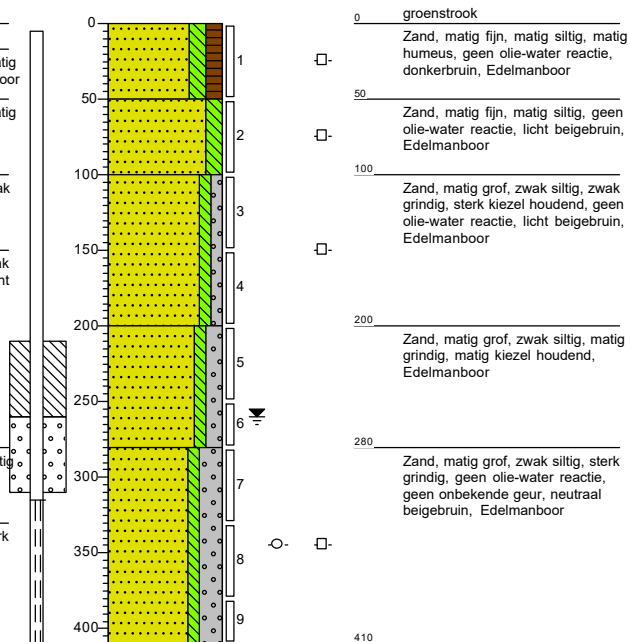 0
50
100
150
200
250
300
350
400
1
2
3
4
5
6
7
8
9
0 groenstrook
Zand, matig fijn, matig siltig, matig
humeus, geen olie-water reactie,
donkerbruin, Edelmanboor
50
Zand, matig fijn, matig siltig, geen
olie-water reactie, licht beigebruin,
Edelmanboor
100
Zand, matig grof, zwak siltig, zwak
grindig, sterk kiezel houdend, geen
olie-water reactie, licht beigebruin,
Edelmanboor
200
Zand, matig grof, zwak siltig, matig
grindig, matig kiezel houdend,
Edelmanboor
280
Zand, matig grof, zwak siltig, sterk
grindig, geen olie-water reactie,
geen onbekende geur, neutraal
beigebruin, Edelmanboor
410